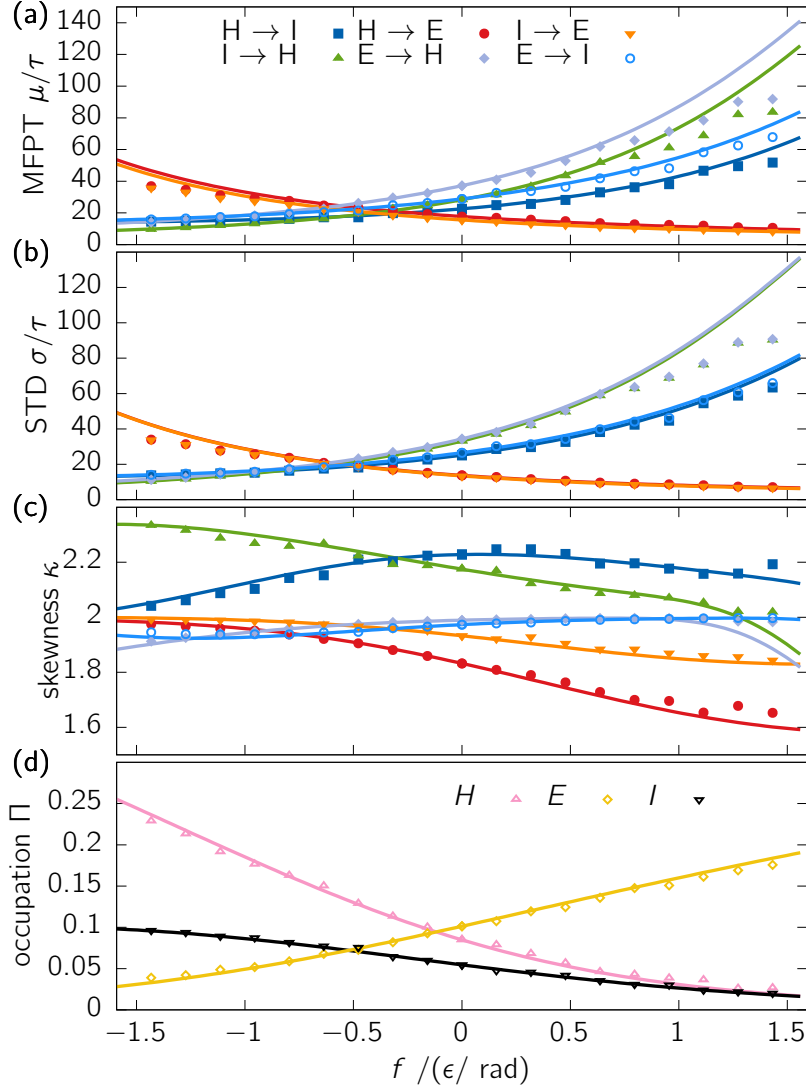 (a)
H → I H → E I → E
I → H E → H E → I
MFPT μ/τ
140
120
100
80
60
40
20
0
(b)
STD σ/τ
120
100
80
60
40
20
0
(c)
skewness κ
2.2
2
1.8
1.6
(d)
H E I
occupation Π
0.25
0.2
0.15
0.1
0.05
0
−1.5 −1 −0.5 0 0.5 1 1.5
f /(ϵ/ rad)